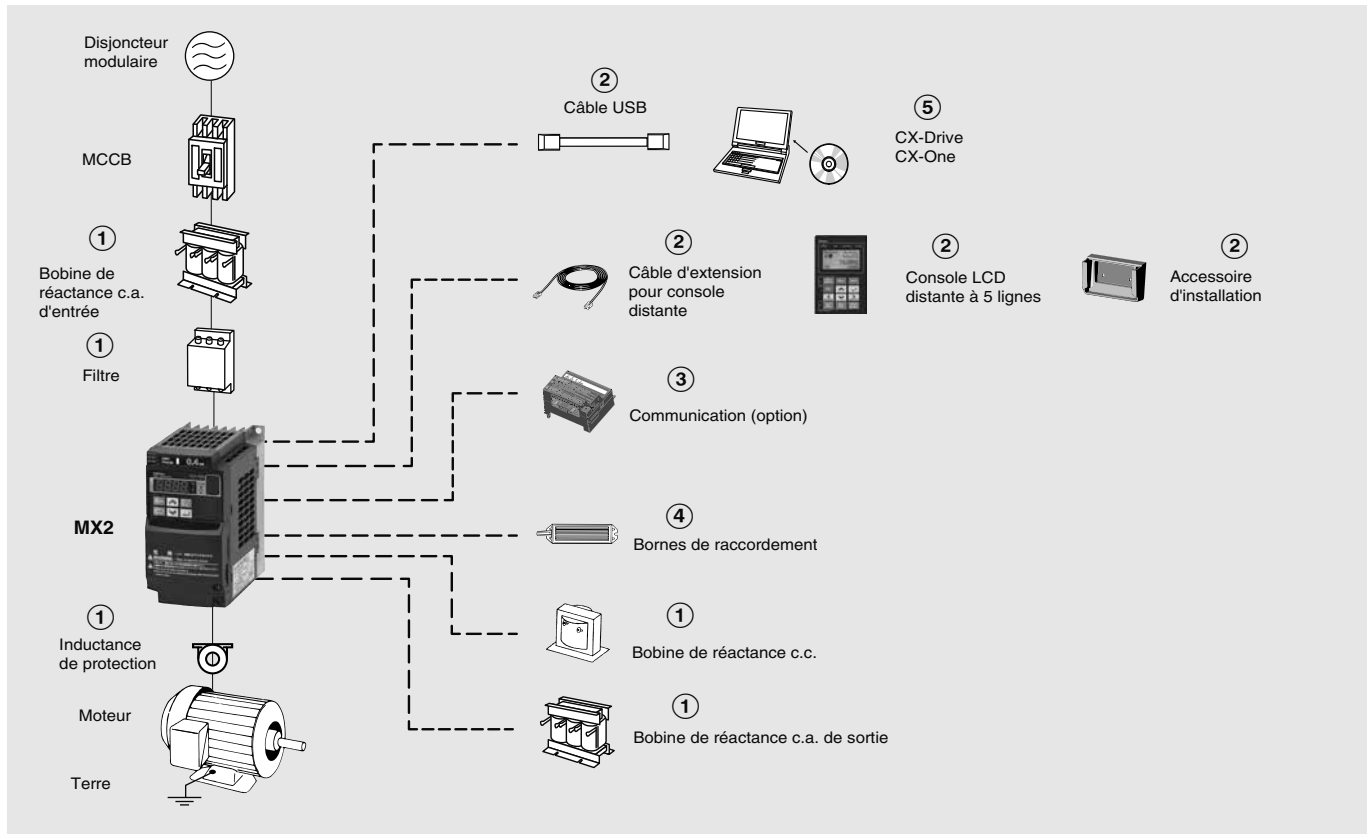 Disjoncteur
modulaire
MCCB
①
Bobine de
réactance c.a.
d'entrée
①
Filtre
MX2
①
Inductance
de protection
Moteur
Terre
②
Câble USB
⑤
CX-Drive
CX-One
②
Câble d'extension
pour console
distante
②
Console LCD
distante à 5 lignes
②
Accessoire
d'installation
③
Communication (option)
④
Bornes de raccordement
①
Bobine de réactance c.c.
①
Bobine de réactance c.a. de sortie